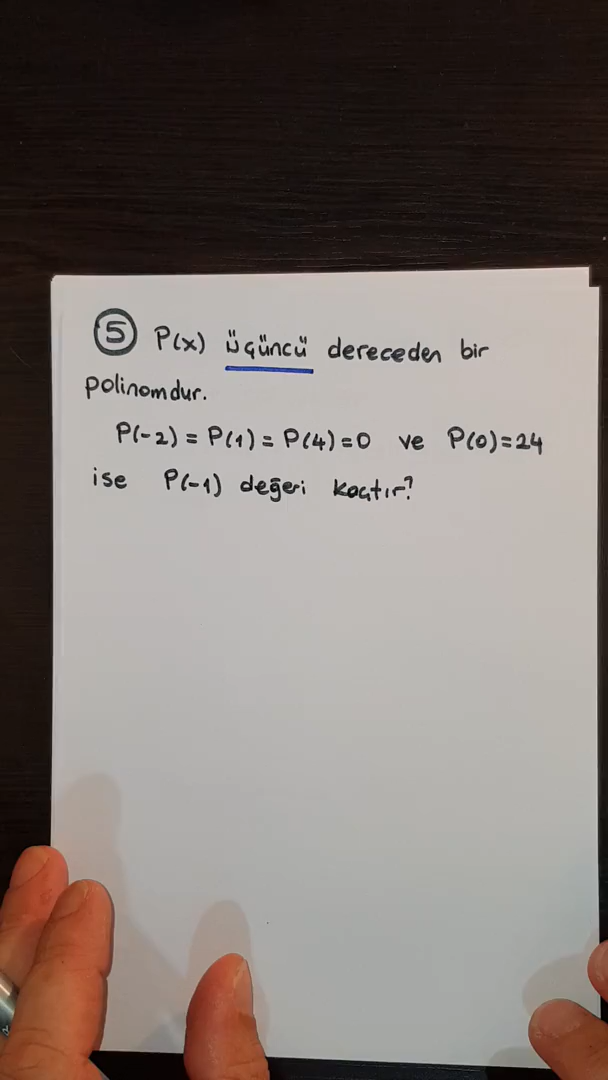 5 P(x) üçüncü dereceden bir
polinomdur.
P(-2) = P(1) = P(4) = 0 ve P(0) = 24
ise P(-1) değeri kaçtır?